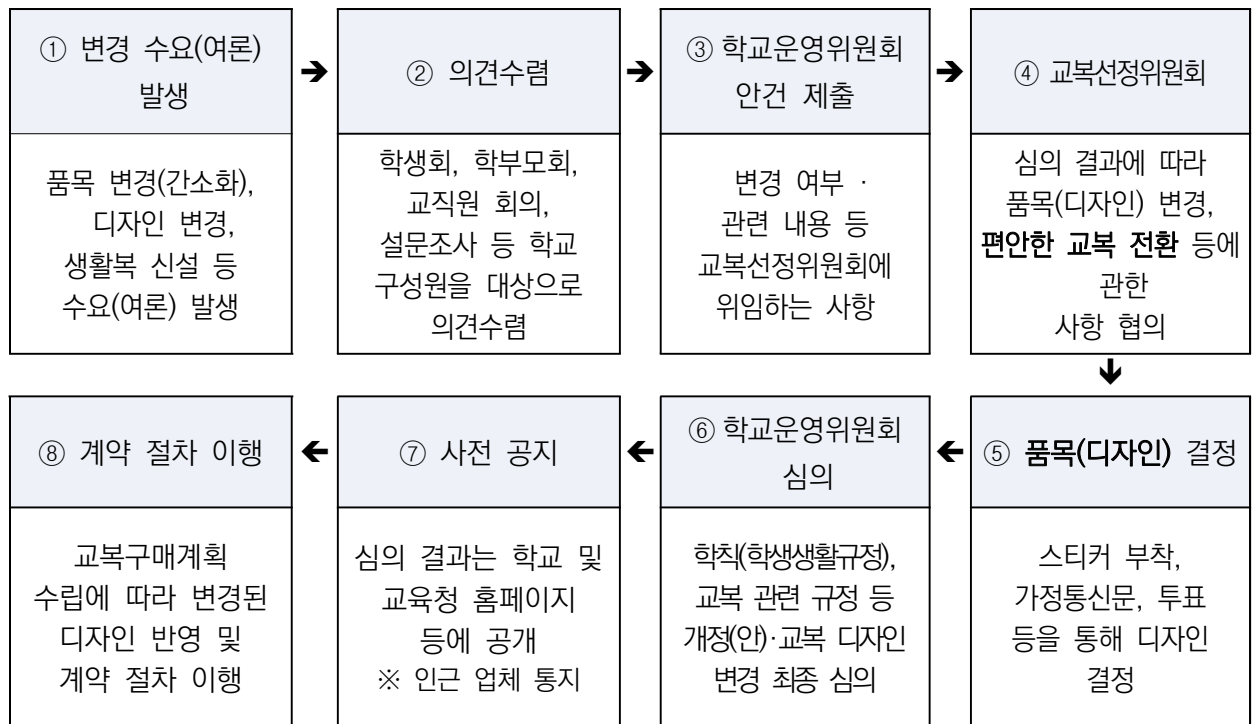 ① 변경 수요(여론)
발생
➔
② 의견수렴
➔
③ 학교운영위원회
안건 제출
➔
④ 교복선정위원회
품목 변경(간소화),
디자인 변경,
생활복 신설 등
수요(여론) 발생
학생회, 학부모회,
교직원 회의,
설문조사 등 학교
구성원을 대상으로
의견수렴
변경 여부 ·
관련 내용 등
교복선정위원회에
위임하는 사항
심의 결과에 따라
품목(디자인) 변경,
편안한 교복 전환 등에
관한
사항 협의
⑤ 품목(디자인) 결정
스티커 부착,
가정통신문, 투표
등을 통해 디자인
결정
⑥ 학교운영위원회
심의
학칙(학생생활규정),
교복 관련 규정 등
개정(안)·교복 디자인
변경 최종 심의
⑦ 사전 공지
심의 결과는 학교 및
교육청 홈페이지
등에 공개
※ 인근 업체 통지
⑧ 계약 절차 이행
교복구매계획
수립에 따라 변경된
디자인 반영 및
계약 절차 이행